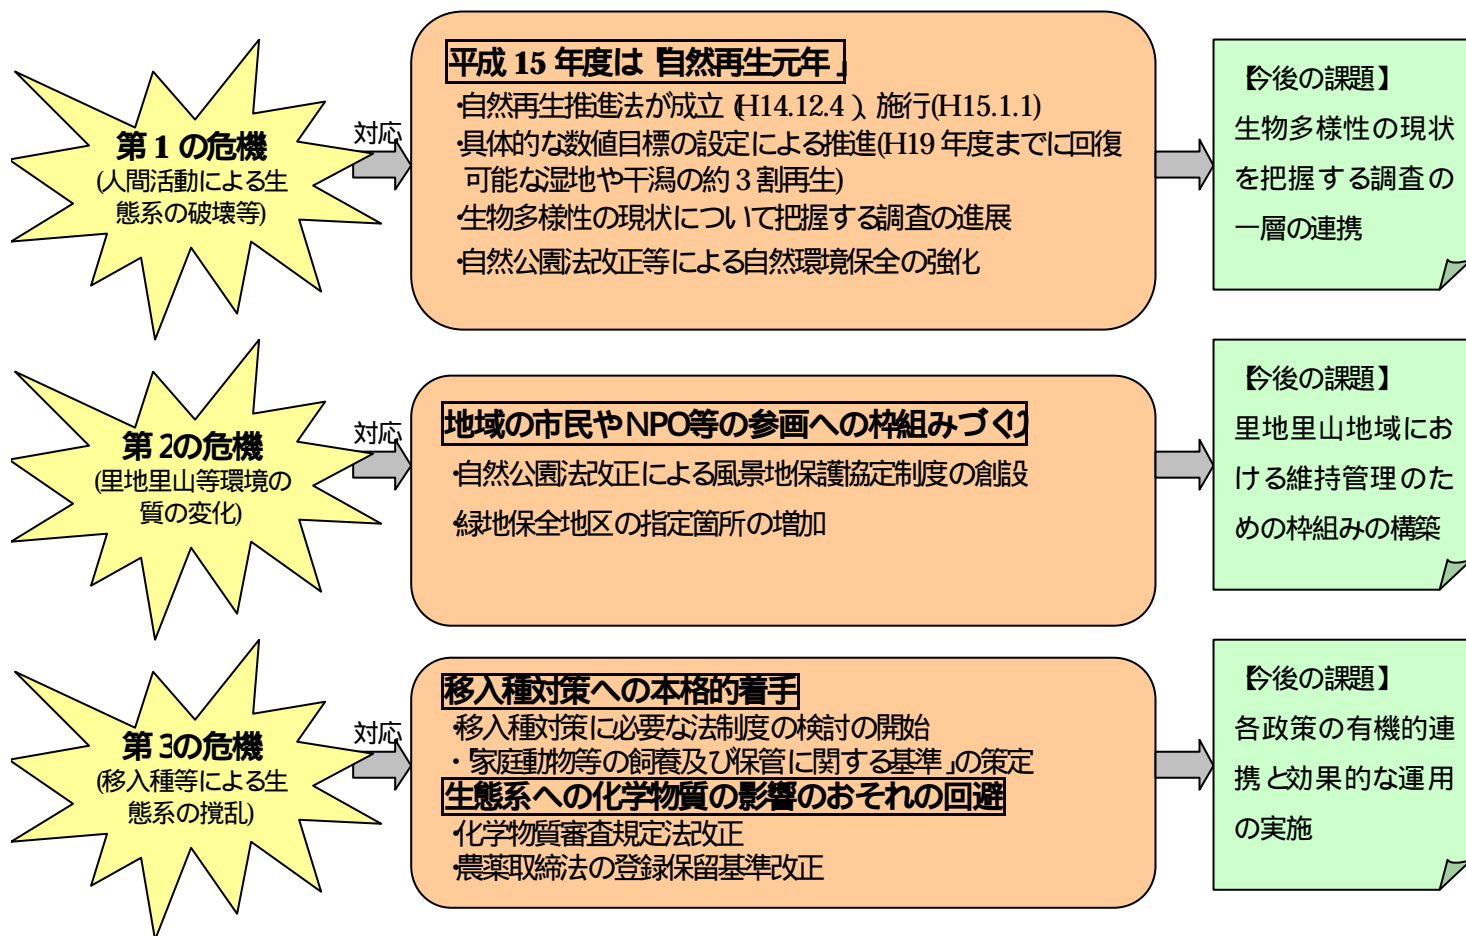 第１の危機
(人間活動による生
態系の破壊等)
対応
平成 15 年度は「自然再生元年」
・自然再生推進法が成立（H14.12.4）、施行(H15.1.1)
・具体的な数値目標の設定による推進(H19 年度までに回復
可能な湿地や干潟の約 3 割再生)
・生物多様性の現状について把握する調査の進展
・自然公園法改正等による自然環境保全の強化
【今後の課題】
生物多様性の現状
を把握する調査の
一層の連携
第２の危機
(里地里山等環境の
質の変化)
対応
地域の市民やNPO等の参画への枠組みづくり
・自然公園法改正による風景地保護協定制度の創設
・緑地保全地区の指定箇所の増加
【今後の課題】
里地里山地域にお
ける維持管理のた
めの枠組みの構築
第３の危機
(移入種等による生
態系の撹乱)
対応
移入種対策への本格的着手
・移入種対策に必要な法制度の検討の開始
・「家庭動物等の飼養及び保管に関する基準」の策定
生態系への化学物質の影響のおそれの回避
・化学物質審査規定法改正
・農薬取締法の登録保留基準改正
【今後の課題】
各政策の有機的連
携と効果的な運用
の実施